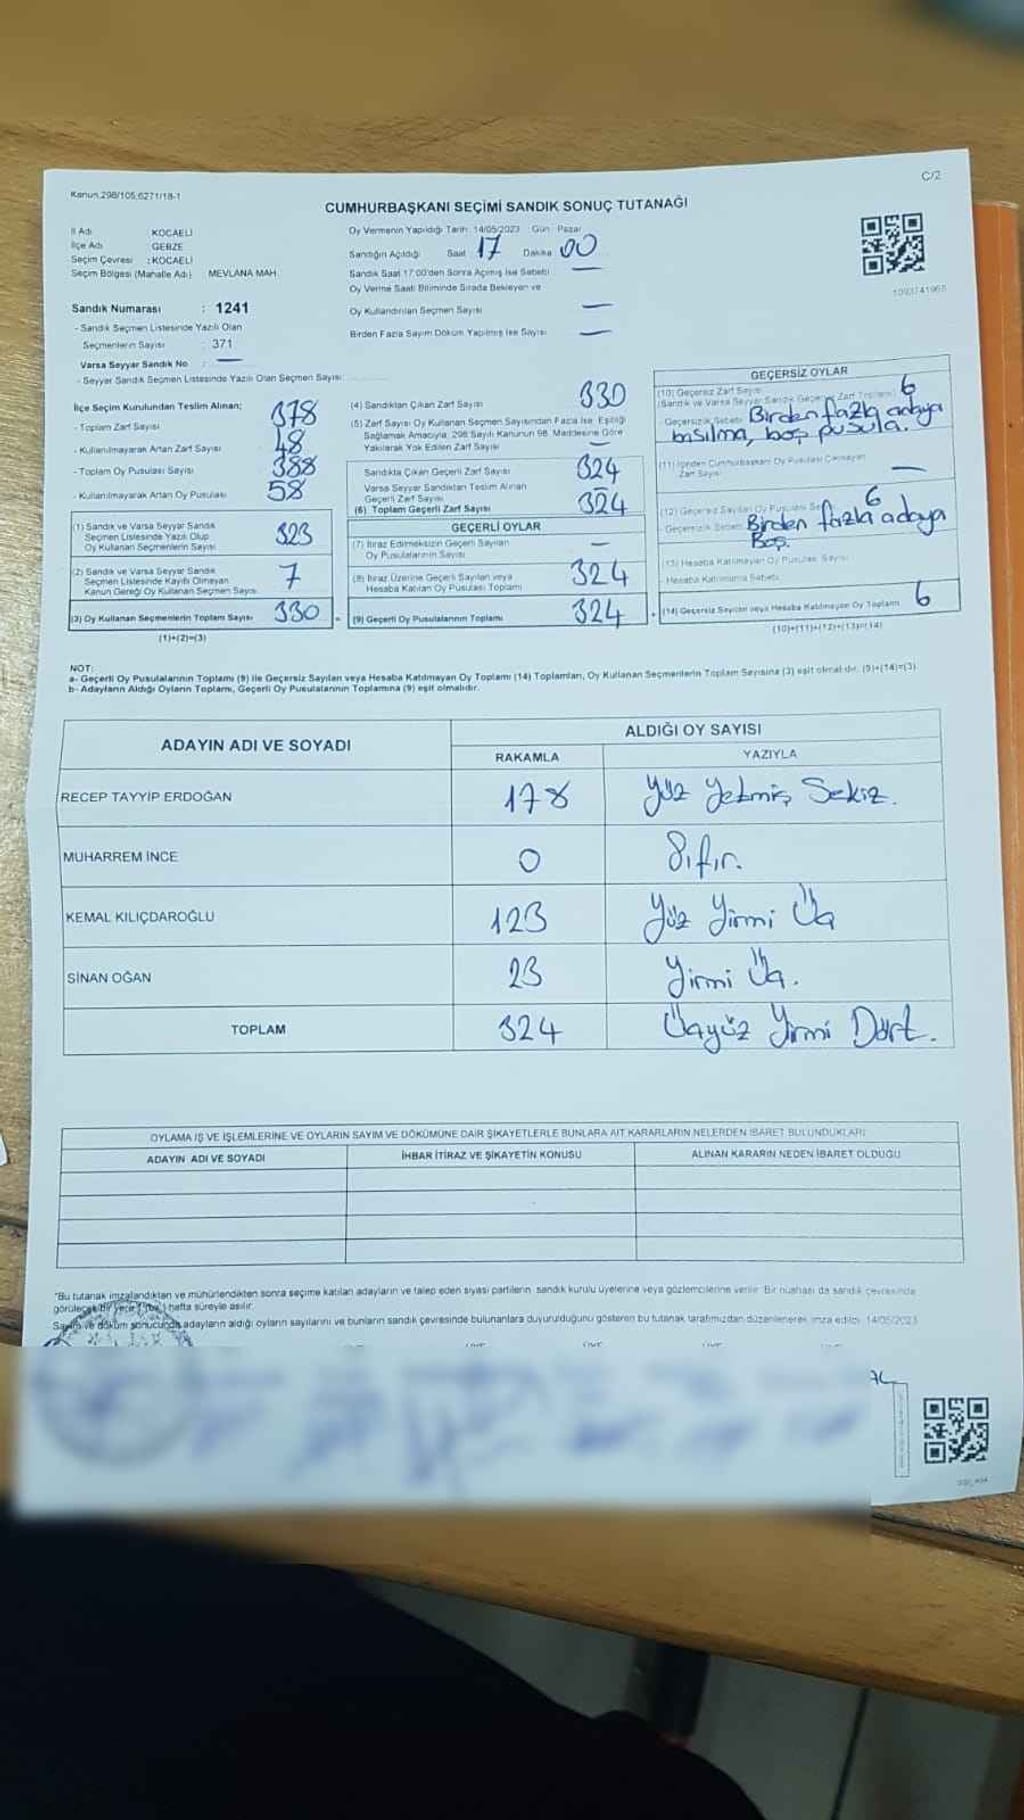 Kanun.298/105,6271/18-1
C/2
CUMHURBAŞKANI SEÇİMİ SANDIK SONUÇ TUTANAĞI
İl Adı : KOCAELİ
İlçe Adı : GEBZE
Seçim Çevresi : KOCAELİ
Seçim Bölgesi (Mahalle Adı) MEVLANA MAH.
Sandık Numarası : 1241
- Sandık Seçmen Listesinde Yazılı Olan
Seçmenlerin Sayısı : 371
Varsa Seyyar Sandık No : —
- Seyyar Sandık Seçmen Listesinde Yazılı Olan Seçmen Sayısı:
Oy Vermenin Yapıldığı Tarih 14/05/2023 Gün : Pazar
Sandığın Açıldığı Saat 17 Dakika 00
Sandık Saat 17:00'den Sonra Açılmış İse Sebebi —
Oy Verme Saati Bitiminde Sırada Bekleyen ve
Oy Kullandırılan Seçmen Sayısı —
Birden Fazla Sayım Döküm Yapılmış İse Sayısı —
1093741965
İlçe Seçim Kurulundan Teslim Alınan;
- Toplam Zarf Sayısı 378
- Kullanılmayarak Artan Zarf Sayısı 48
- Toplam Oy Pusulası Sayısı 388
- Kullanılmayarak Artan Oy Pusulası 58
(1) Sandık ve Varsa Seyyar Sandık
Seçmen Listesinde Yazılı Olup
Oy Kullanan Seçmenlerin Sayısı 323
(2) Sandık ve Varsa Seyyar Sandık
Seçmen Listesinde Kayıtlı Olmayan
Kanun Gereği Oy Kullanan Seçmen Sayısı 7
(3) Oy Kullanan Seçmenlerin Toplam Sayısı 330
(1)+(2)=(3)
(4) Sandıktan Çıkan Zarf Sayısı 330
(5) Zarf Sayısı Oy Kullanan Seçmen Sayısından Fazla İse, Eşitliği
Sağlamak Amacıyla, 298 Sayılı Kanunun 98. Maddesine Göre
Yakılarak Yok Edilen Zarf Sayısı —
Sandıkta Çıkan Geçerli Zarf Sayısı 324
Varsa Seyyar Sandıktan Teslim Alınan
Geçerli Zarf Sayısı —
(6) Toplam Geçerli Zarf Sayısı 324
GEÇERLİ OYLAR
(7) İtiraz Edilmeksizin Geçerli Sayılan
Oy Pusulalarının Sayısı —
(8) İtiraz Üzerine Geçerli Sayılan veya
Hesaba Katılan Oy Pusulası Toplamı 324
(9) Geçerli Oy Pusulalarının Toplamı 324
GEÇERSİZ OYLAR
(10) Geçersiz Zarf Sayısı 6
(Sandık ve Varsa Seyyar Sandık Geçersiz Zarf Toplamı)
Geçersizlik Sebebi Birden fazla adaya
basılma, boş pusula.
(11) İçinden Cumhurbaşkanı Oy Pusulası Çıkmayan
Zarf Sayısı —
(12) Geçersiz Sayılan Oy Pusulası 6
Geçersizlik Sebebi Birden fazla adaya
Boş.
(13) Hesaba Katılmayan Oy Pusulası Sayısı
Hesaba Katılmama Sebebi
(14) Geçersiz Sayılan veya Hesaba Katılmayan Oy Toplamı 6
(10)+(11)+(12)+(13)=(14)
NOT:
a- Geçerli Oy Pusulalarının Toplamı (9) ile Geçersiz Sayılan veya Hesaba Katılmayan Oy Toplamı (14) Toplamları, Oy Kullanan Seçmenlerin Toplam Sayısına (3) eşit olmalıdır. (9)+(14)=(3)
b- Adayların Aldığı Oyların Toplamı, Geçerli Oy Pusulalarının Toplamına (9) eşit olmalıdır.
ADAYIN ADI VE SOYADI
ALDIĞI OY SAYISI
RAKAMLA YAZIYLA
RECEP TAYYİP ERDOĞAN 178 Yüz Yetmiş Sekiz.
MUHARREM İNCE 0 Sıfır.
KEMAL KILIÇDAROĞLU 123 Yüz Yirmi Üç
SİNAN OĞAN 23 Yirmi Üç.
TOPLAM 324 Üçyüz Yirmi Dört.
OYLAMA İŞ VE İŞLEMLERİNE VE OYLARIN SAYIM VE DÖKÜMÜNE DAİR ŞİKAYETLERLE BUNLARA AİT KARARLARIN NELERDEN İBARET BULUNDUKLARI
ADAYIN ADI VE SOYADI İHBAR İTİRAZ VE ŞİKAYETİN KONUSU ALINAN KARARIN NEDEN İBARET OLDUĞU
"Bu tutanak imzalandıktan ve mühürlendikten sonra seçime katılan adayların ve talep eden siyasi partilerin, sandık kurulu üyelerine veya gözlemcilerine verilir. Bir nüshası da sandık çevresinde
görülecek bir yere 1 (bir) hafta süreyle asılır.
Sayım ve döküm sonucunda adayların aldığı oyların sayılarını ve bunların sandık çevresinde bulunanlara duyurulduğunu gösteren bu tutanak tarafımızdan düzenlenerek imza edildi. 14/05/2023